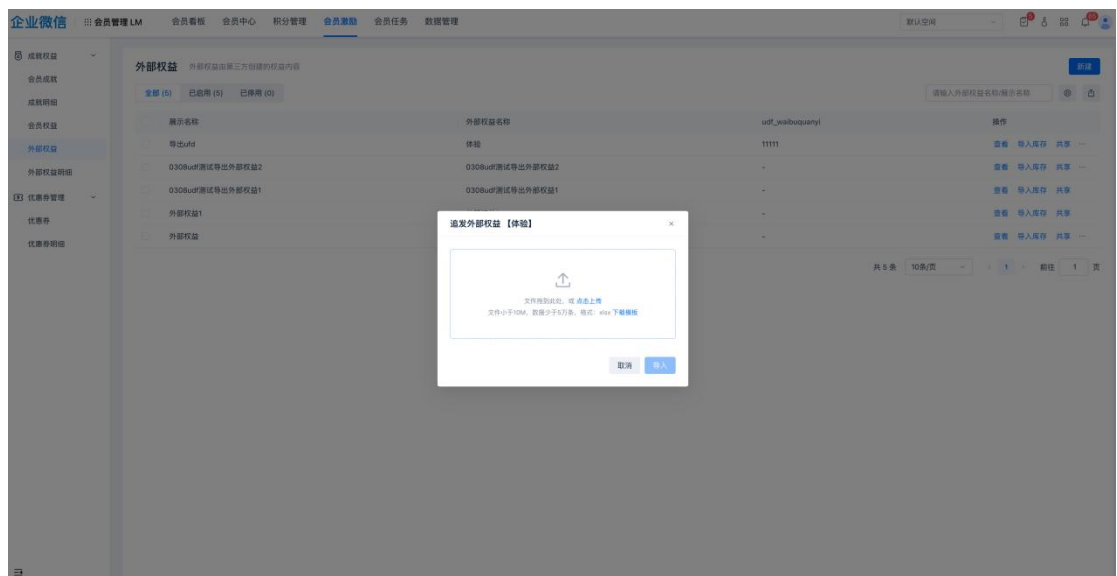 企业微信 会员管理 LM 会员看板 会员中心 积分管理 会员激励 会员任务 数据管理 默认空间
成就权益
会员成就
成就明细
会员权益
外部权益
外部权益明细
优惠券管理
优惠券
优惠券明细
外部权益 外部权益由第三方创建的权益内容 新建
全部 (5) 已启用 (5) 已停用 (0) 请输入外部权益名称/展示名称
展示名称 外部权益名称 udf_waibuquanyi 操作
导出ufd 体验 11111 查看 导入库存 共享 ...
0308udf测试导出外部权益2 0308udf测试导出外部权益2 - 查看 导入库存 共享
0308udf测试导出外部权益1 0308udf测试导出外部权益1 - 查看 导入库存 共享
外部权益1 - 查看 导入库存 共享
外部权益 - 查看 导入库存 共享 ...
共 5 条 10条/页 1 前往 1 页
追发外部权益 【体验】 ×
文件拖到此处，或 点击上传
文件小于10M，数据少于5万条，格式：xlsx 下载模板
取消 导入